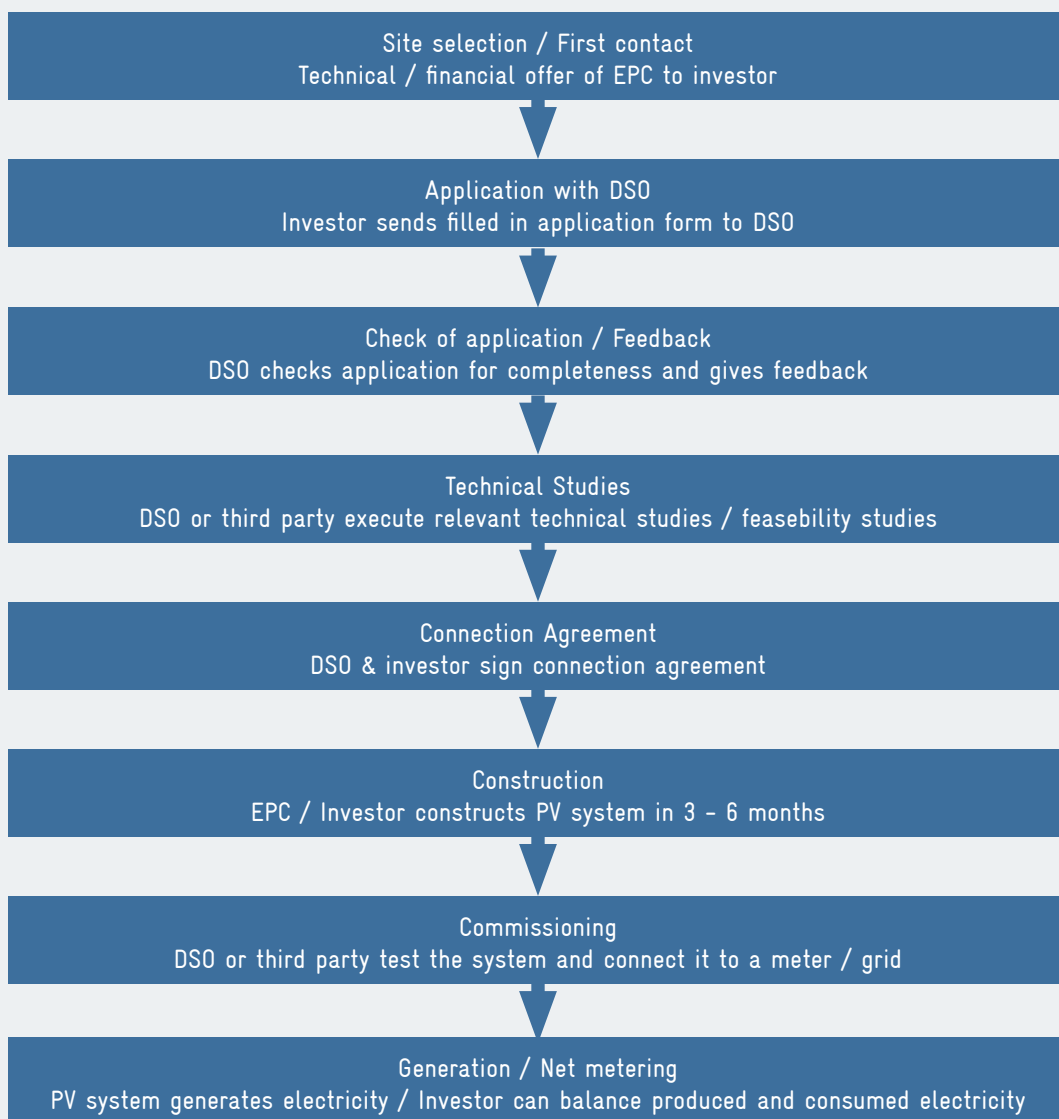 Site selection / First contact
Technical / financial offer of EPC to investor
Application with DSO
Investor sends filled in application form to DSO
Check of application / Feedback
DSO checks application for completeness and gives feedback
Technical Studies
DSO or third party execute relevant technical studies / feasebility studies
Connection Agreement
DSO & investor sign connection agreement
Construction
EPC / Investor constructs PV system in 3 - 6 months
Commissioning
DSO or third party test the system and connect it to a meter / grid
Generation / Net metering
PV system generates electricity / Investor can balance produced and consumed electricity